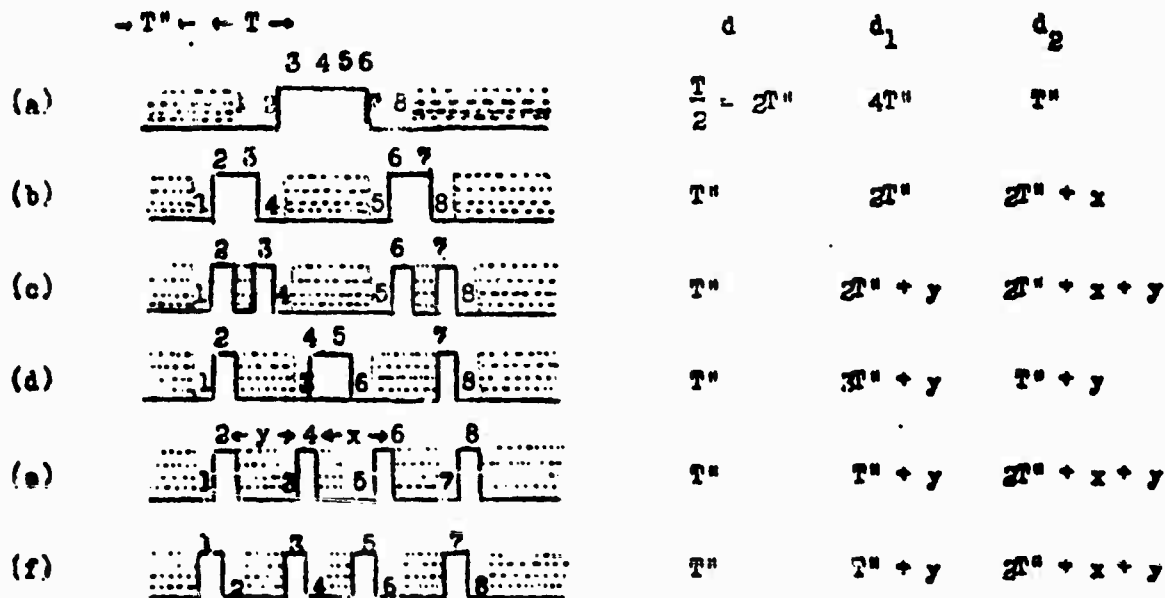 → T" ← ← T → d d₁ d₂
3 4 5 6
(a) 2 8 T/2 - 2T" 4T" T"
2 3 6 7
(b) 1 4 5 8 T" 2T" 2T" + x
2 3 6 7
(c) 1 4 5 8 T" 2T" + y 2T" + x + y
2 4 5 7
(d) 1 3 6 8 T" 3T" + y T" + y
2 ← y → 4 ← x → 6 8
(e) 1 3 5 7 T" T" + y 2T" + x + y
1 3 5 7
(f) 2 4 6 8 T" T" + y 2T" + x + y